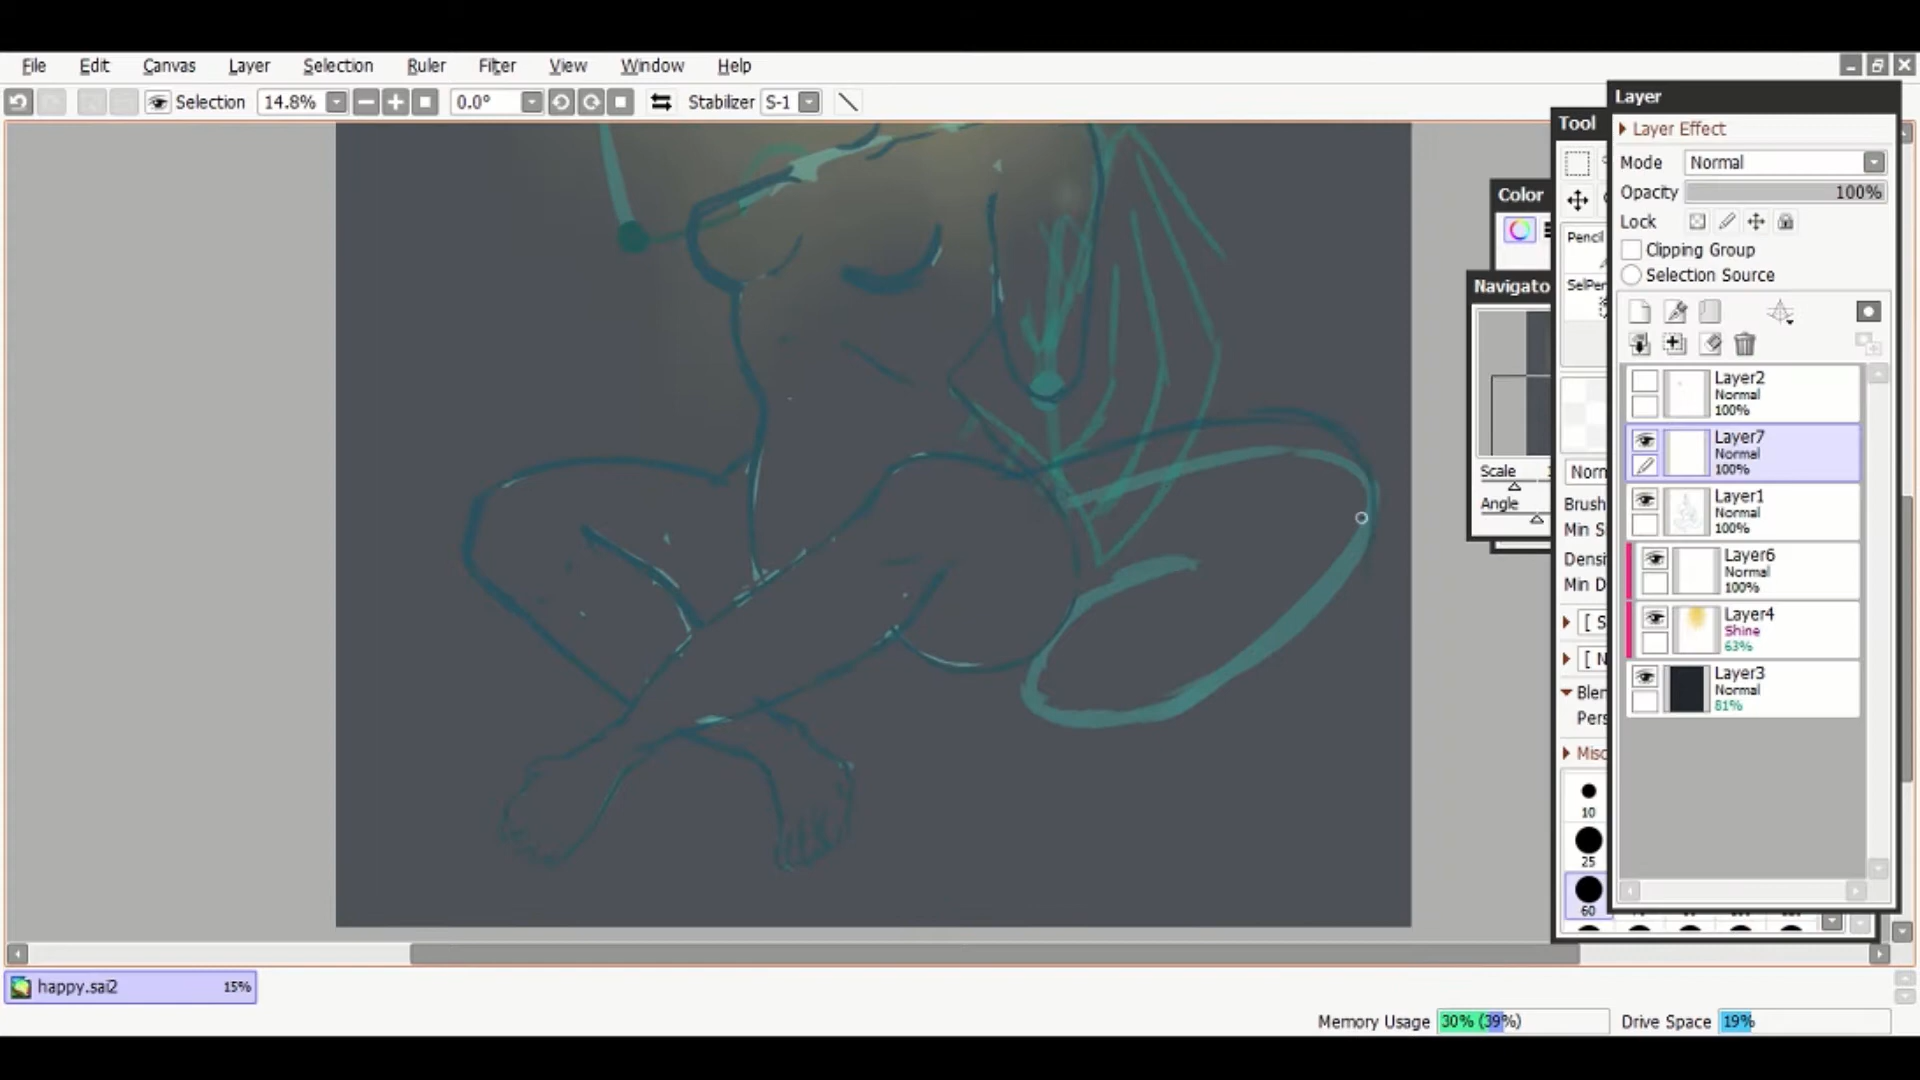 File Edit Canvas Layer Selection Ruler Filter View Window Help
Selection 14.8% 0.0° Stabilizer S-1
Layer
Layer Effect
Mode Normal
Opacity 100%
Lock
Clipping Group
Selection Source
Layer2
Normal
100%
Layer7
Normal
100%
Layer1
Normal
100%
Layer6
Normal
100%
Layer4
Shine
63%
Layer3
Normal
81%
Tool
Color
Pencil
SelPen
Navigato
Scale
Angle
Norm
Brush
Min S
Densi
Min D
[ S
[ N
Blen
Pers
Misc
10
25
60
happy.sai2 15%
Memory Usage 30% (39%) Drive Space 19%